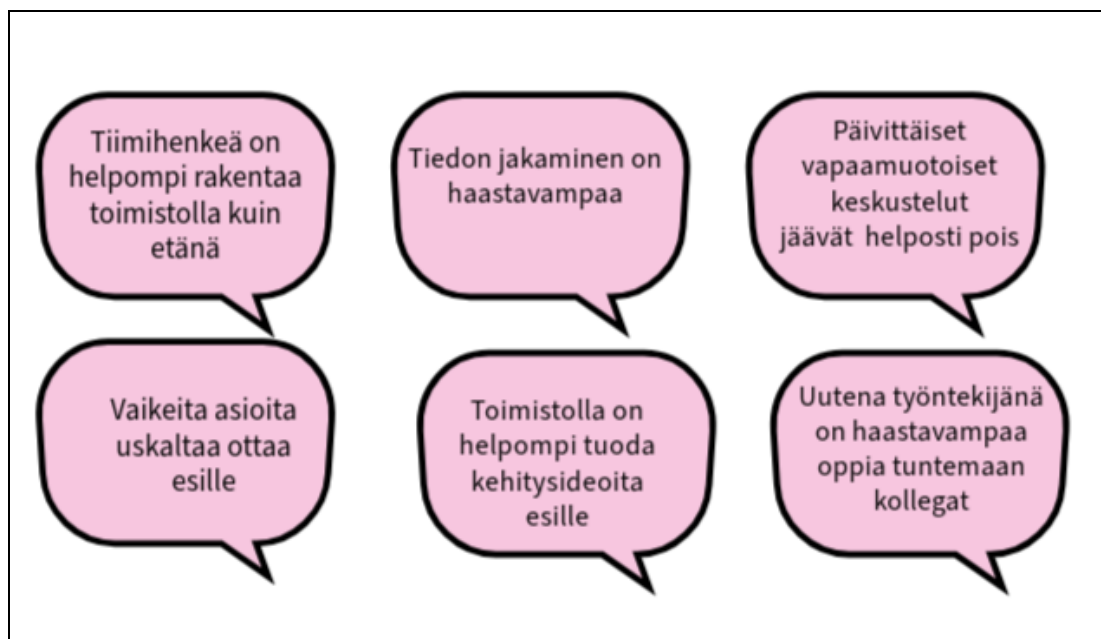 Tiimihenkeä on
helpompi rakentaa
toimistolla kuin
etänä
Tiedon jakaminen on
haastavampaa
Päivittäiset
vapaamuotoiset
keskustelut
jäävät helposti pois
Vaikeita asioita
uskaltaa ottaa
esille
Toimistolla on
helpompi tuoda
kehitysideoita
esille
Uutena työntekijänä
on haastavampaa
oppia tuntemaan
kollegat